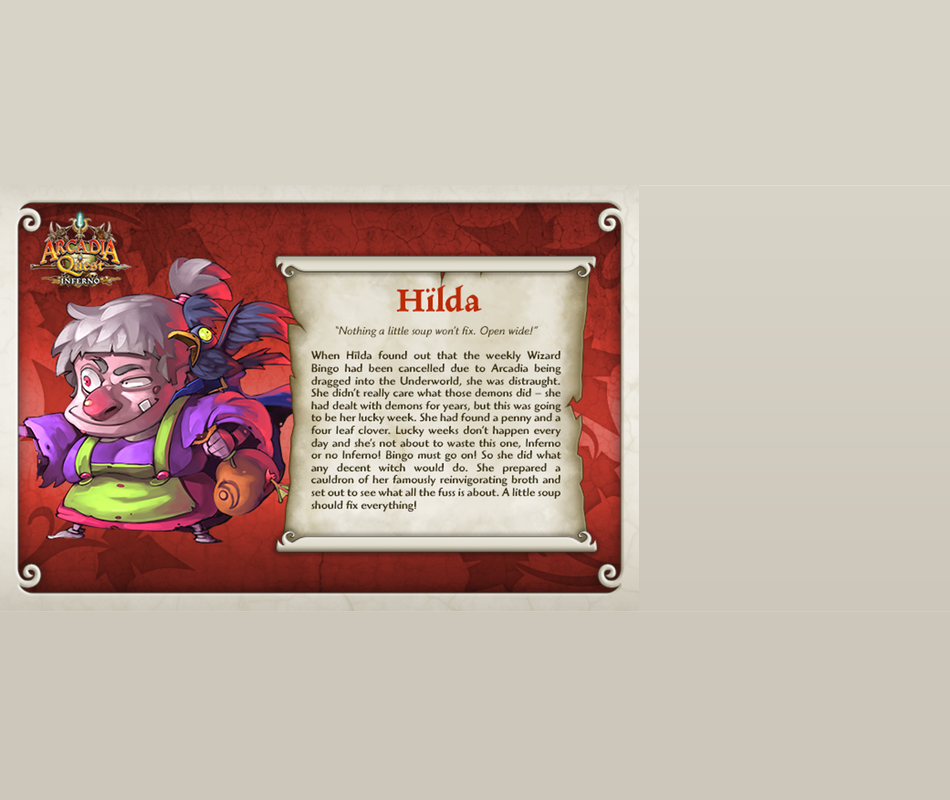 ARCADIA
Quest
INFERNO
Hïlda
"Nothing a little soup won't fix. Open wide!"
When Hïlda found out that the weekly Wizard
Bingo had been cancelled due to Arcadia being
dragged into the Underworld, she was distraught.
She didn't really care what those demons did – she
had dealt with demons for years, but this was going
to be her lucky week. She had found a penny and a
four leaf clover. Lucky weeks don't happen every
day and she's not about to waste this one, Inferno
or no Inferno! Bingo must go on! So she did what
any decent witch would do. She prepared a
cauldron of her famously reinvigorating broth and
set out to see what all the fuss is about. A little soup
should fix everything!